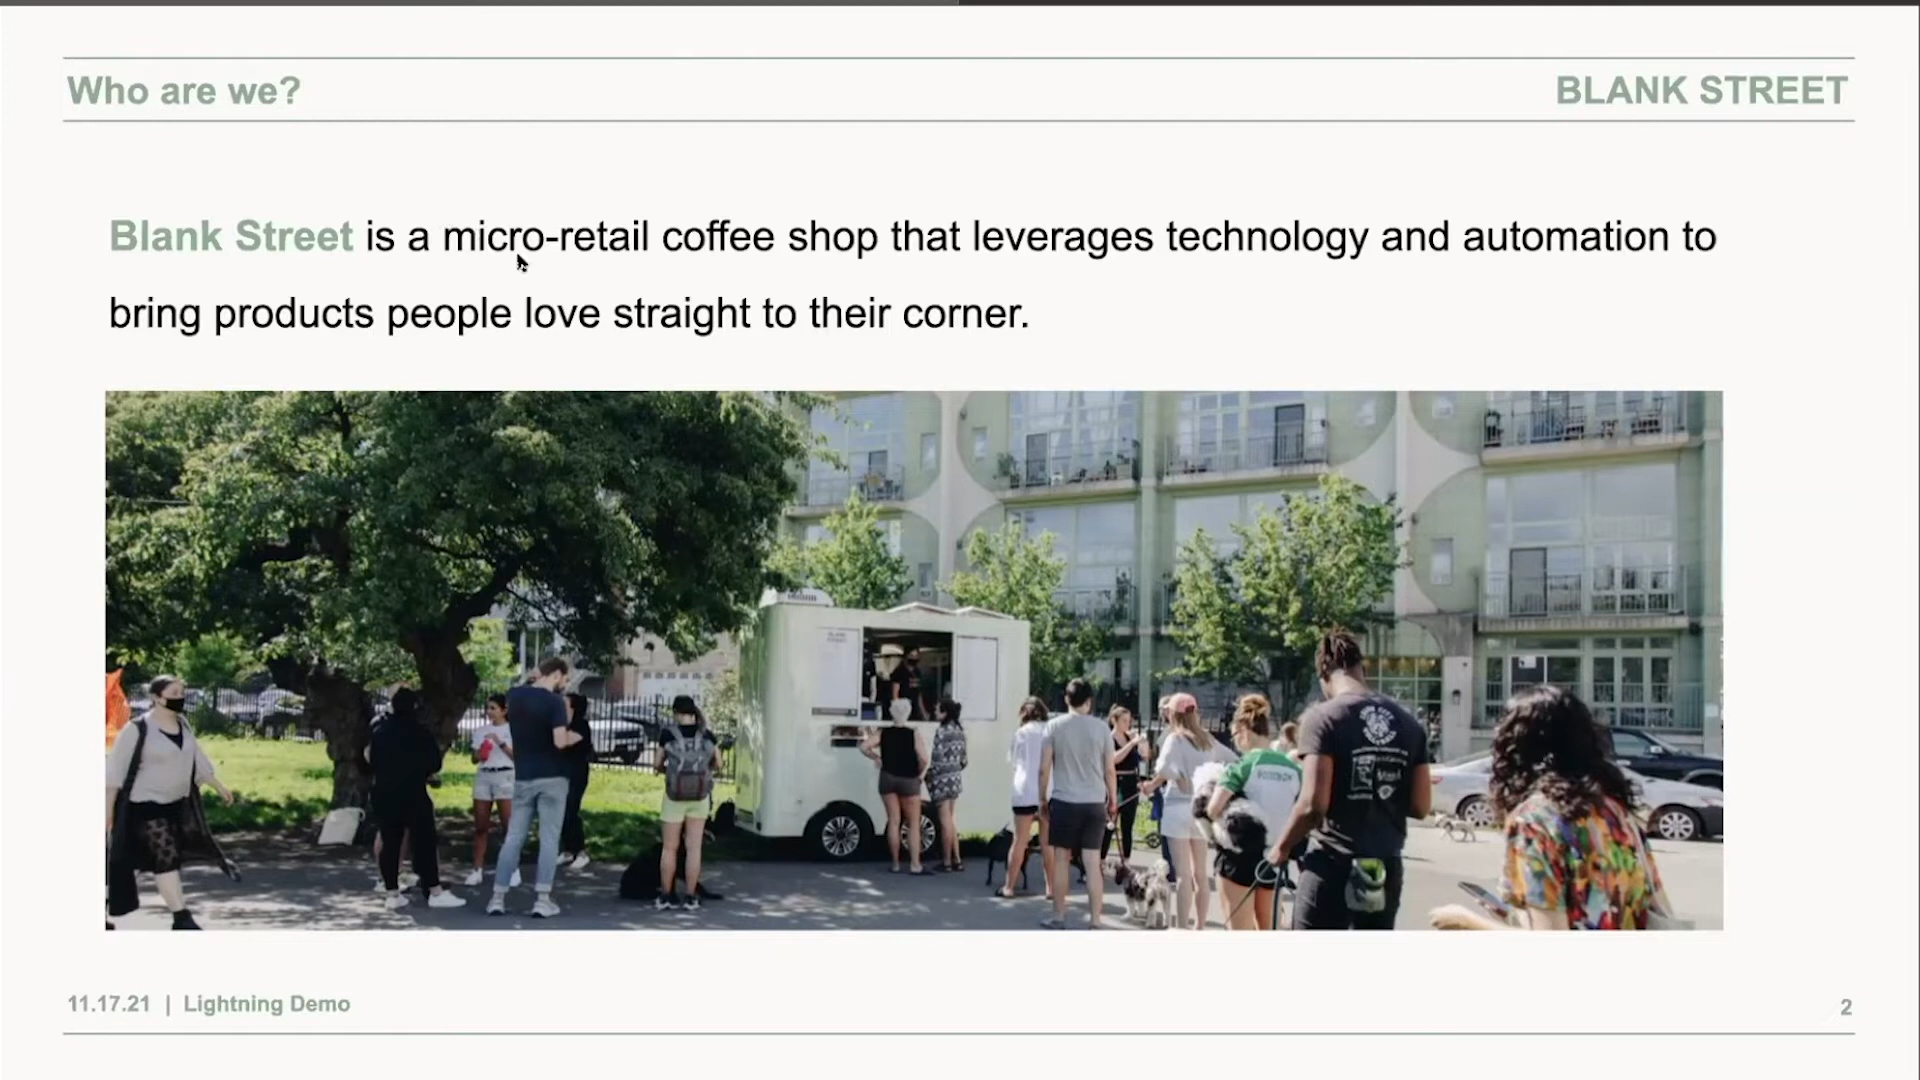 Who are we?
BLANK STREET
Blank Street is a micro-retail coffee shop that leverages technology and automation to
bring products people love straight to their corner.
11.17.21 | Lightning Demo
2